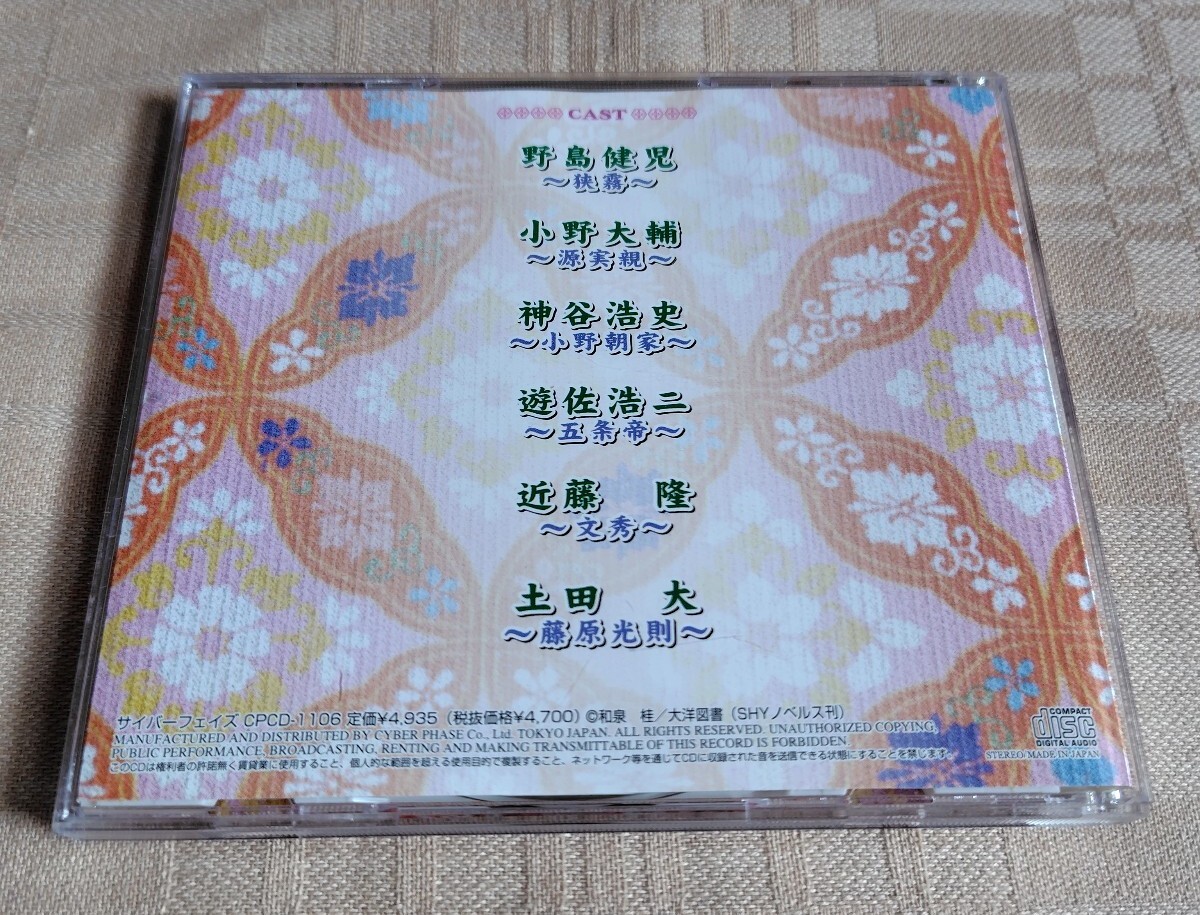 CAST
野島健児
～狭霧～
小野大輔
～源実親～
神谷浩史
～小野朝家～
遊佐浩二
～五条帝～
近藤　隆
～文秀～
土田　大
～藤原光則～
サイバーフェイズ CPCD-1106 定価¥4,935（税抜価格¥4,700）©和泉　桂／大洋図書（SHYノベルス刊）
MANUFACTURED AND DISTRIBUTED BY CYBER PHASE Co., Ltd. TOKYO JAPAN. ALL RIGHTS RESERVED. UNAUTHORIZED COPYING,
PUBLIC PERFORMANCE, BROADCASTING, RENTING AND MAKING TRANSMITTABLE OF THIS RECORD IS FORBIDDEN.
このCDは権利者の許諾無く賃貸業に使用すること、個人的な範囲を超える使用目的で複製すること、ネットワーク等を通じてCDに収録された音を送信できる状態にすることを禁じます。
COMPACT
disc
DIGITAL AUDIO
STEREO/MADE IN JAPAN